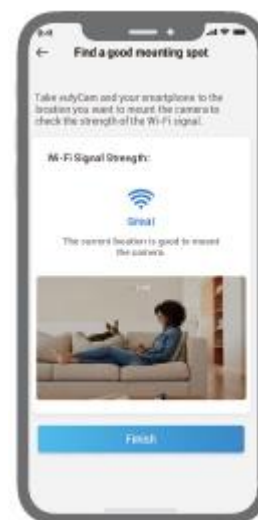 Find a good mounting spot
Take eufyCam and your smartphone to the
location you want to mount the camera to
check the strength of the Wi-Fi signal.
Wi-Fi Signal Strength:
Great
The current location is good to mount
the camera.
Finish